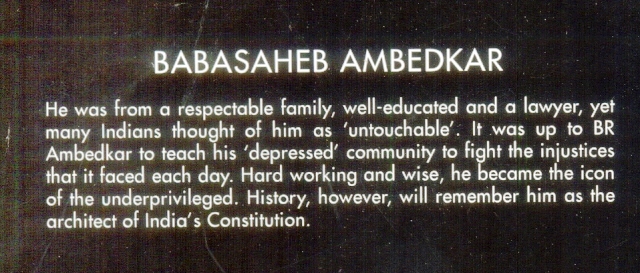 BABASAHEB AMBEDKAR
He was from a respectable family, well-educated and a lawyer, yet
many Indians thought of him as ‘untouchable’. It was up to BR
Ambedkar to teach his ‘depressed’ community to fight the injustices
that it faced each day. Hard working and wise, he became the icon
of the underprivileged. History, however, will remember him as the
architect of India’s Constitution.